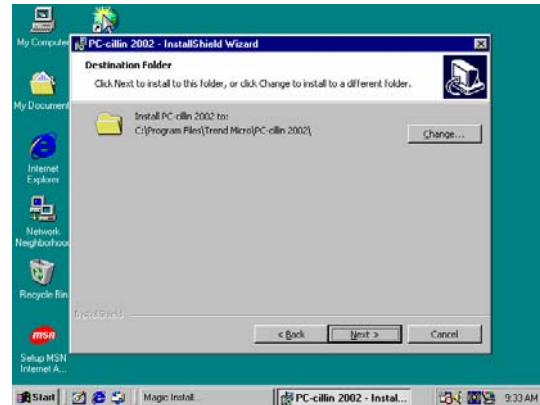 My Computer
PC-cillin 2002 - InstallShield Wizard
Destination Folder
Click Next to install to this folder, or click Change to install to a different folder.
My Document
Install PC-cillin 2002 to:
C:\Program Files\Trend Micro\PC-cillin 2002\
Change...
Internet
Explorer
Network
Neighborhood
Recycle Bin
InstallShield
< Back
Next >
Cancel
msn
Setup MSN
Internet A...
Start
Magic Install...
PC-cillin 2002 - Instal...
9:33 AM